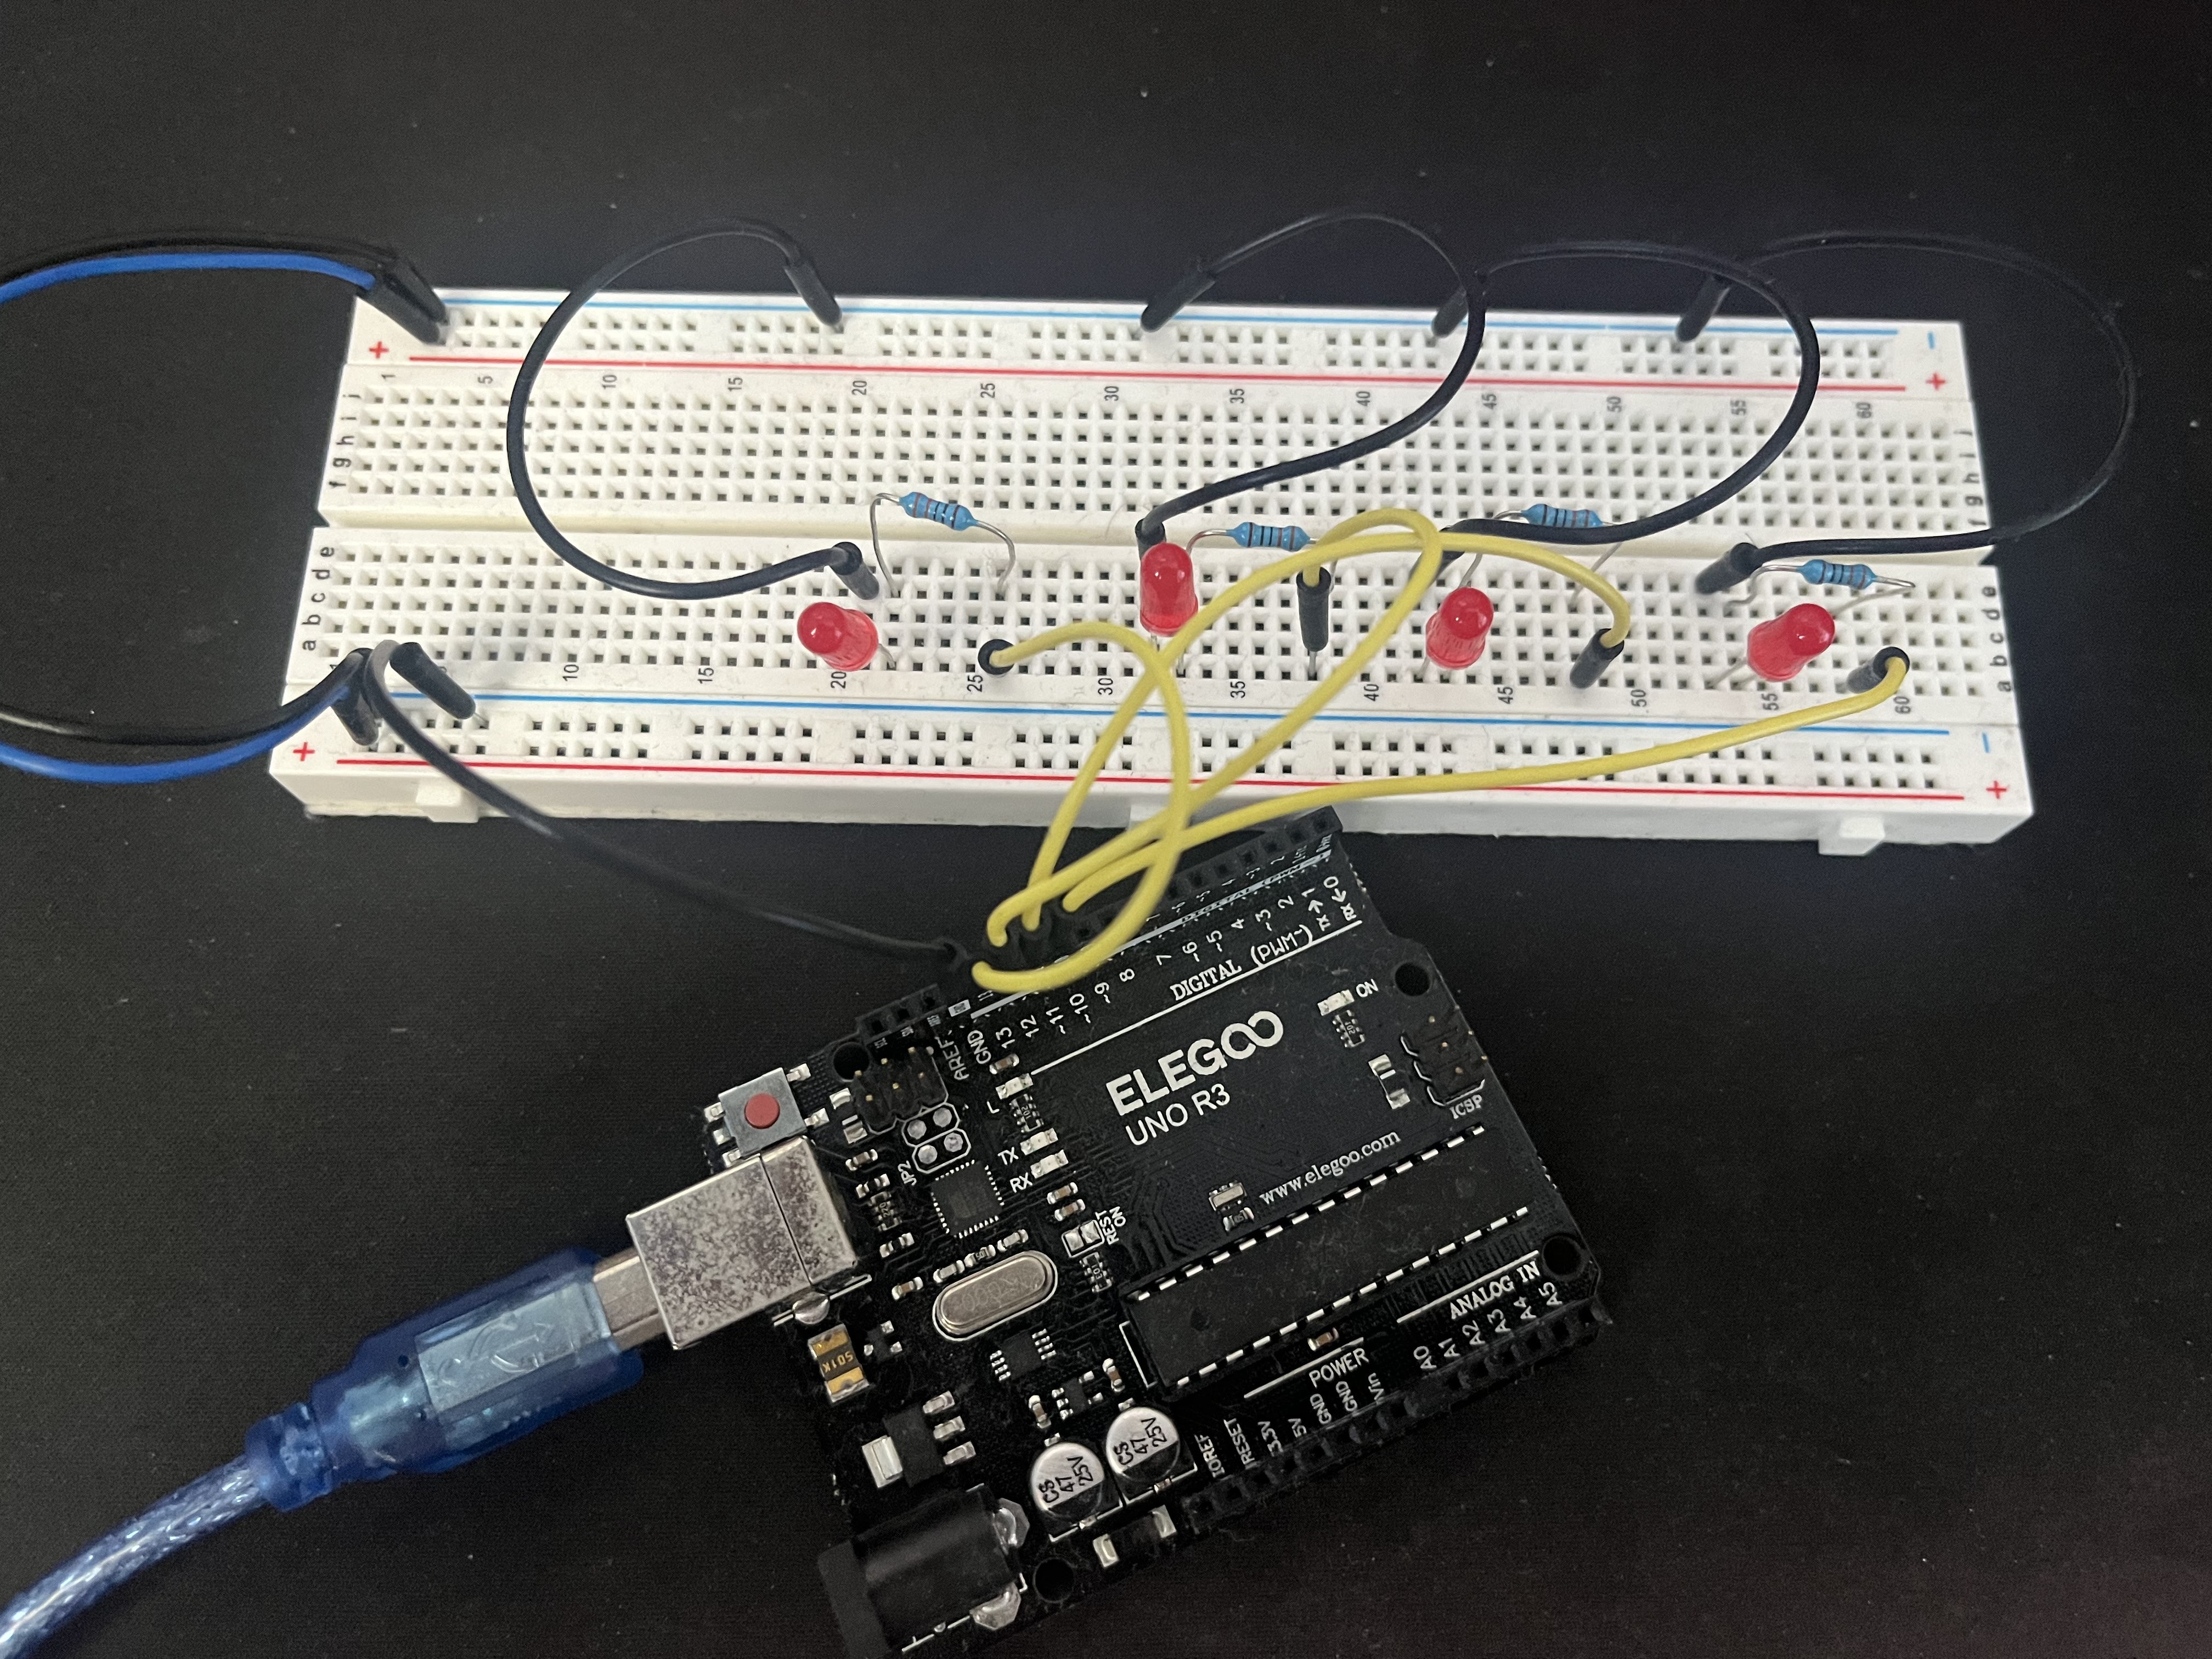 - 
+ +
1 5 10 15 20 25 30 35 40 45 50 55 60
j j
i i
h h
g g
f f
e e
d d
c c
b b
a a
10 15 20 25 30 35 40 45 50 55 60
-
+ +
AREF
GND
13
12
~11
~10
~9
8
7
~6
~5
4
~3
2
TX→1
RX←0
DIGITAL (PWM~)
ELEGOO
UNO R3
www.elegoo.com
ON
ICSP
L
TX
RX
JP2
REST
ON
501K
CS
47
25V
CS
47
25V
POWER
IOREF
RESET
3.3V
5V
GND
GND
Vin
ANALOG IN
A0
A1
A2
A3
A4
A5